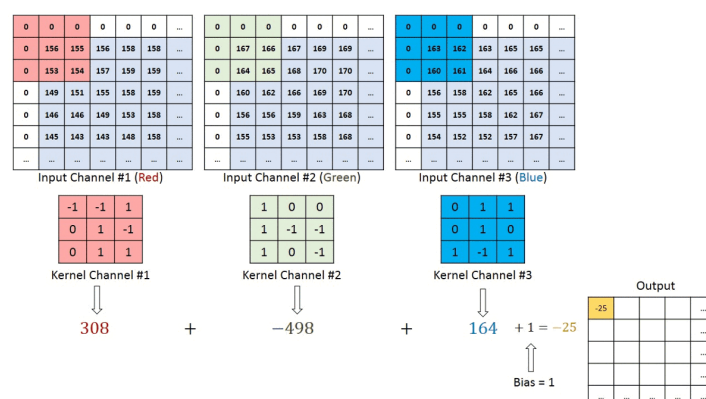 0 0 0 0 0 0 ...
0 156 155 156 158 158 ...
0 153 154 157 159 159 ...
0 149 151 155 158 159 ...
0 146 146 149 153 158 ...
0 145 143 143 148 158 ...
... ... ... ... ... ... ...
Input Channel #1 (Red)
0 0 0 0 0 0 ...
0 167 166 167 169 169 ...
0 164 165 168 170 170 ...
0 160 162 166 169 170 ...
0 156 156 159 163 168 ...
0 155 153 153 158 168 ...
... ... ... ... ... ... ...
Input Channel #2 (Green)
0 0 0 0 0 0 ...
0 163 162 163 165 165 ...
0 160 161 164 166 166 ...
0 156 158 162 165 166 ...
0 155 155 158 162 167 ...
0 154 152 152 157 167 ...
... ... ... ... ... ... ...
Input Channel #3 (Blue)
-1 -1 1
0 1 -1
0 1 1
Kernel Channel #1
1 0 0
1 -1 -1
1 0 -1
Kernel Channel #2
0 1 1
0 1 0
1 -1 1
Kernel Channel #3
308 + −498 + 164 + 1 = −25
Bias = 1
Output
-25 ...
...
...
...
... ... ... ... ...